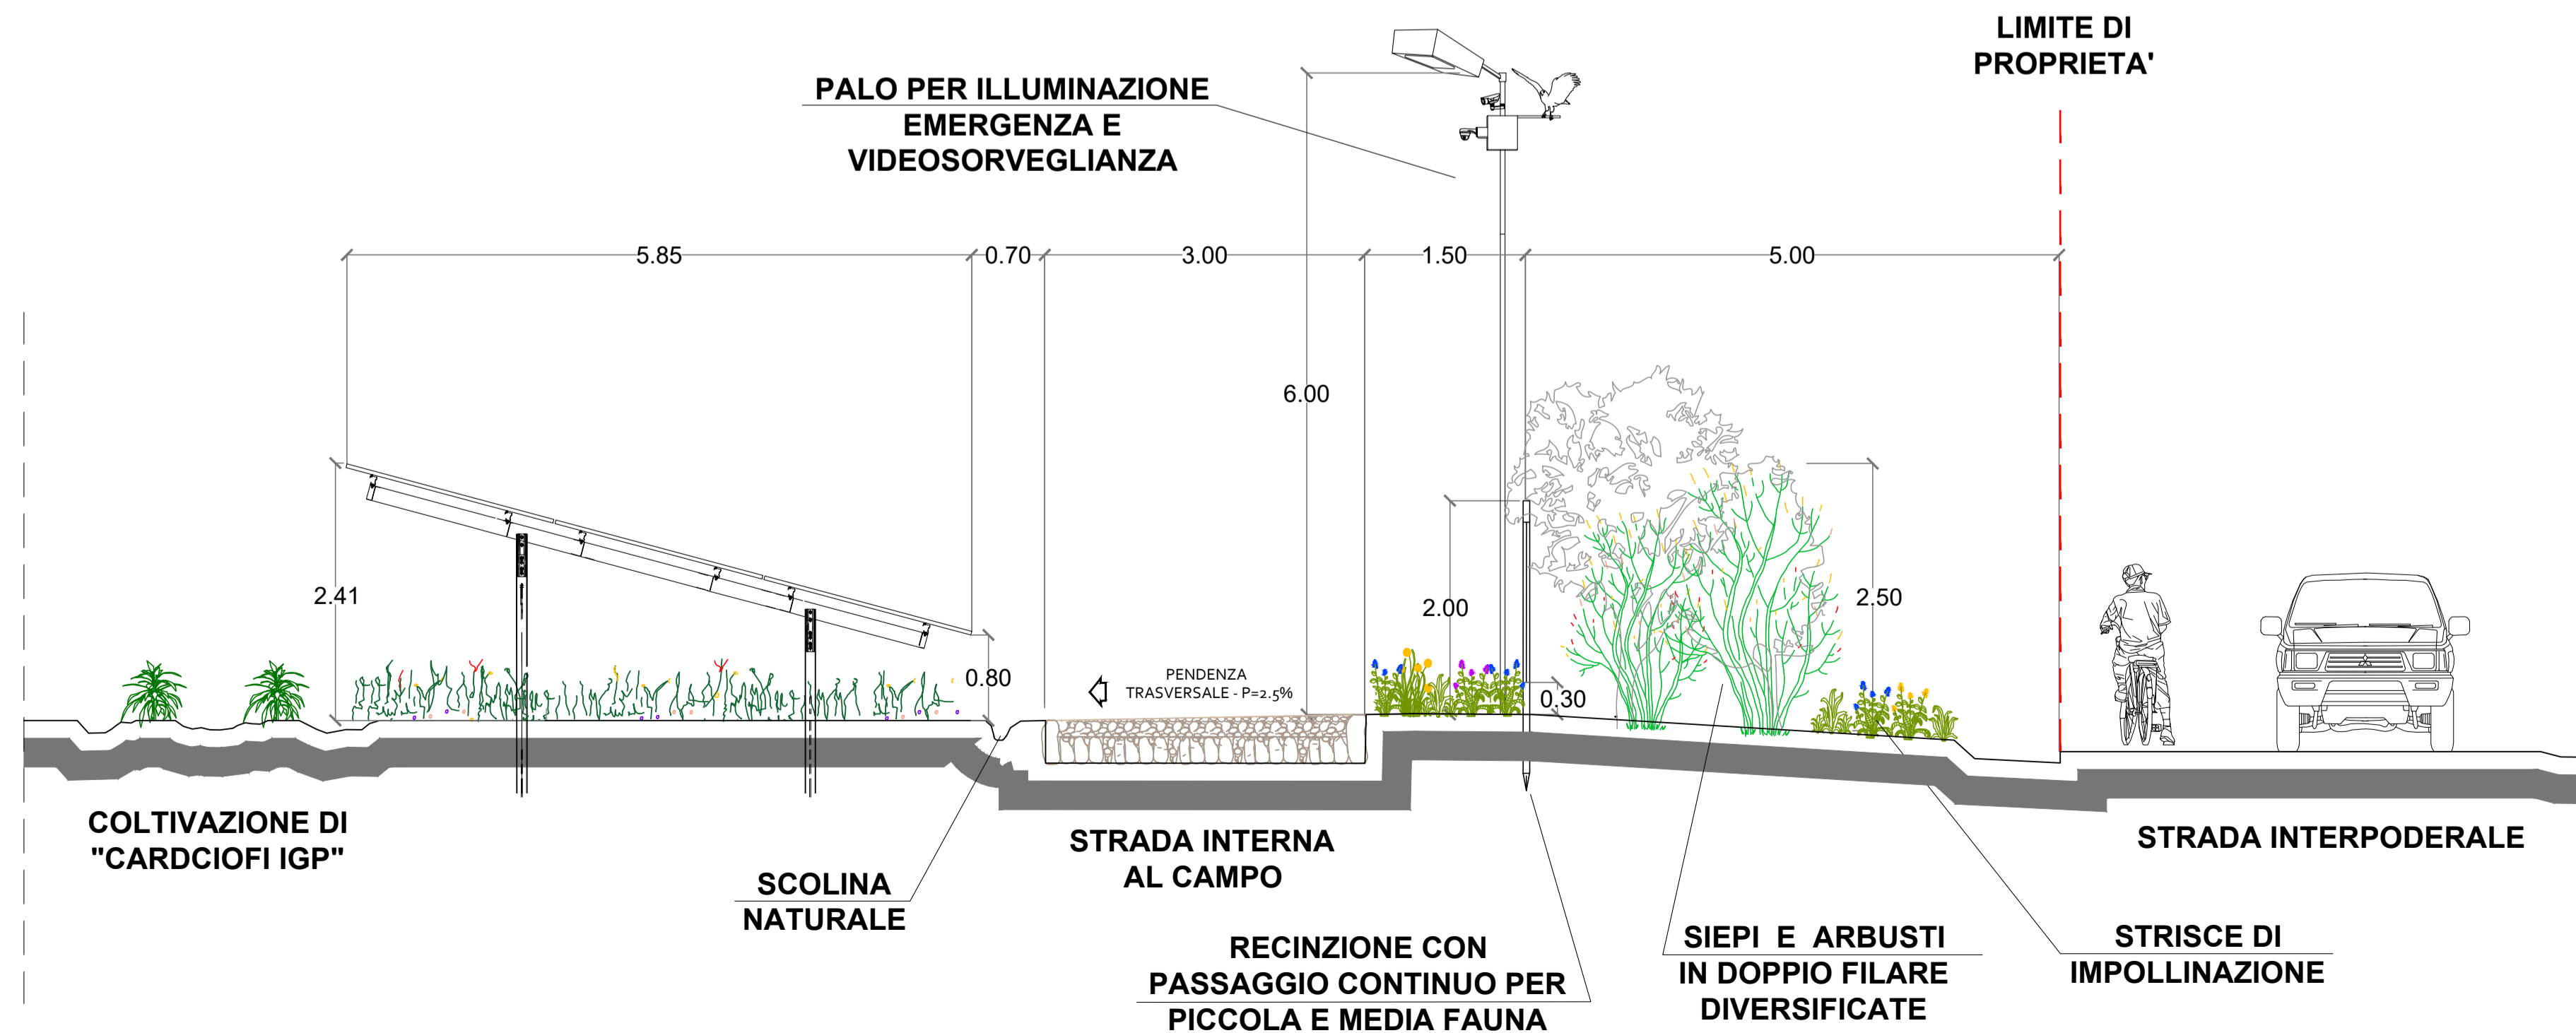 LIMITE DI
PROPRIETA'
PALO PER ILLUMINAZIONE
EMERGENZA E
VIDEOSORVEGLIANZA
5.85
0.70
3.00
1.50
5.00
6.00
2.41
2.00
2.50
0.80
0.30
PENDENZA
TRASVERSALE - P=2.5%
COLTIVAZIONE DI
"CARDCIOFI IGP"
SCOLINA
NATURALE
STRADA INTERNA
AL CAMPO
RECINZIONE CON
PASSAGGIO CONTINUO PER
PICCOLA E MEDIA FAUNA
SIEPI E ARBUSTI
IN DOPPIO FILARE
DIVERSIFICATE
STRISCE DI
IMPOLLINAZIONE
STRADA INTERPODERALE